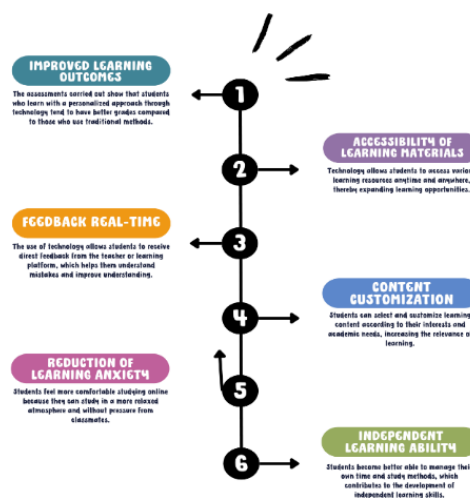 1
IMPROVED LEARNING
OUTCOMES
The assessments carried out show that students
who learn with a personalized approach through
technology tend to have better grades compared
to those who use traditional methods.
2
ACCESSIBILITY OF
LEARNING MATERIALS
Technology allows students to access
learning resources anytime and anywhere,
thereby expanding learning opportunities.
3
FEEDBACK REAL-TIME
The use of technology allows students to receive
direct feedback from the teacher or learning
platform, which helps them understand
mistakes and improve understanding.
4
CONTENT
CUSTOMIZATION
Students can select and customize learning
content according to their interests and
academic needs, increasing the relevance of
learning.
5
REDUCTION OF
LEARNING ANXIETY
Students feel more comfortable studying online
because they can study in a more relaxed
atmosphere and without pressure from
classmates.
6
INDEPENDENT
LEARNING ABILITY
Students become better able to manage their
own time and study methods, which
contributes to the development of
independent learning skills.